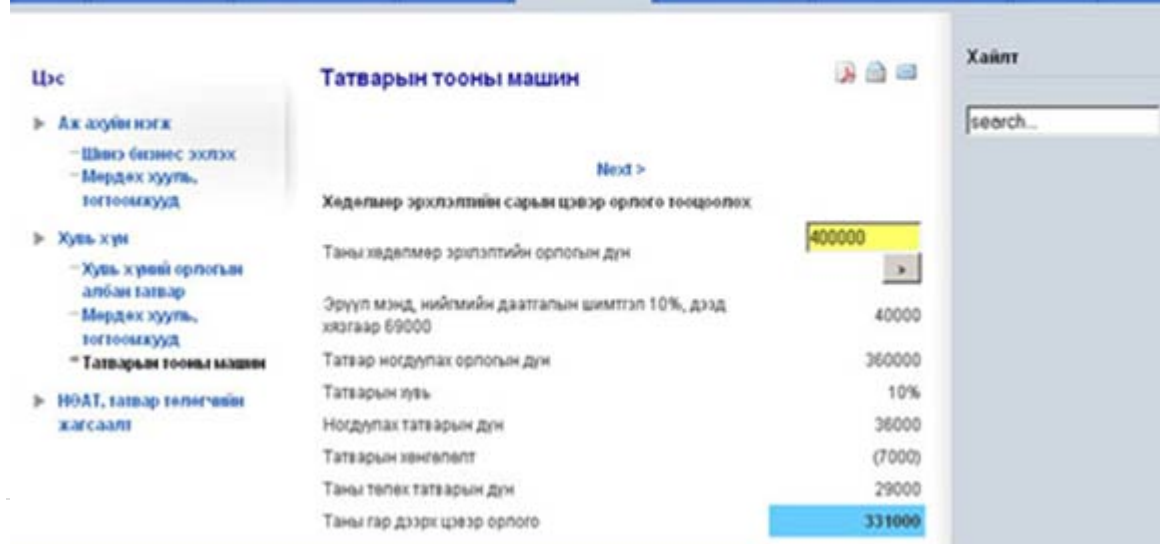 Цэс
Аж ахуйн нэгж
Шинэ бизнес эхлэх
Мөрдөх хууль,
тогтоомжууд
Хувь хүн
Хувь хүний орлогын
албан татвар
Мөрдөх хууль,
тогтоомжууд
Татварын тооны машин
НӨАТ, татвар төлөгчийн
жагсаалт
Татварын тооны машин
Next >
Хөдөлмөр эрхлэлтийн сарын цэвэр орлого тооцоолох
Таны хөдөлмөр эрхлэлтийн орлогын дүн 400000
>
Эрүүл мэнд, нийгмийн даатгалын шимтгэл 10%, дээд
хязгаар 69000 40000
Татвар ногдуулах орлогын дүн 360000
Татварын хувь 10%
Ногдуулах татварын дүн 36000
Татварын хөнгөлөлт (7000)
Таны төлөх татварын дүн 29000
Таны гар дээрх цэвэр орлого 331000
Хайлт
search...